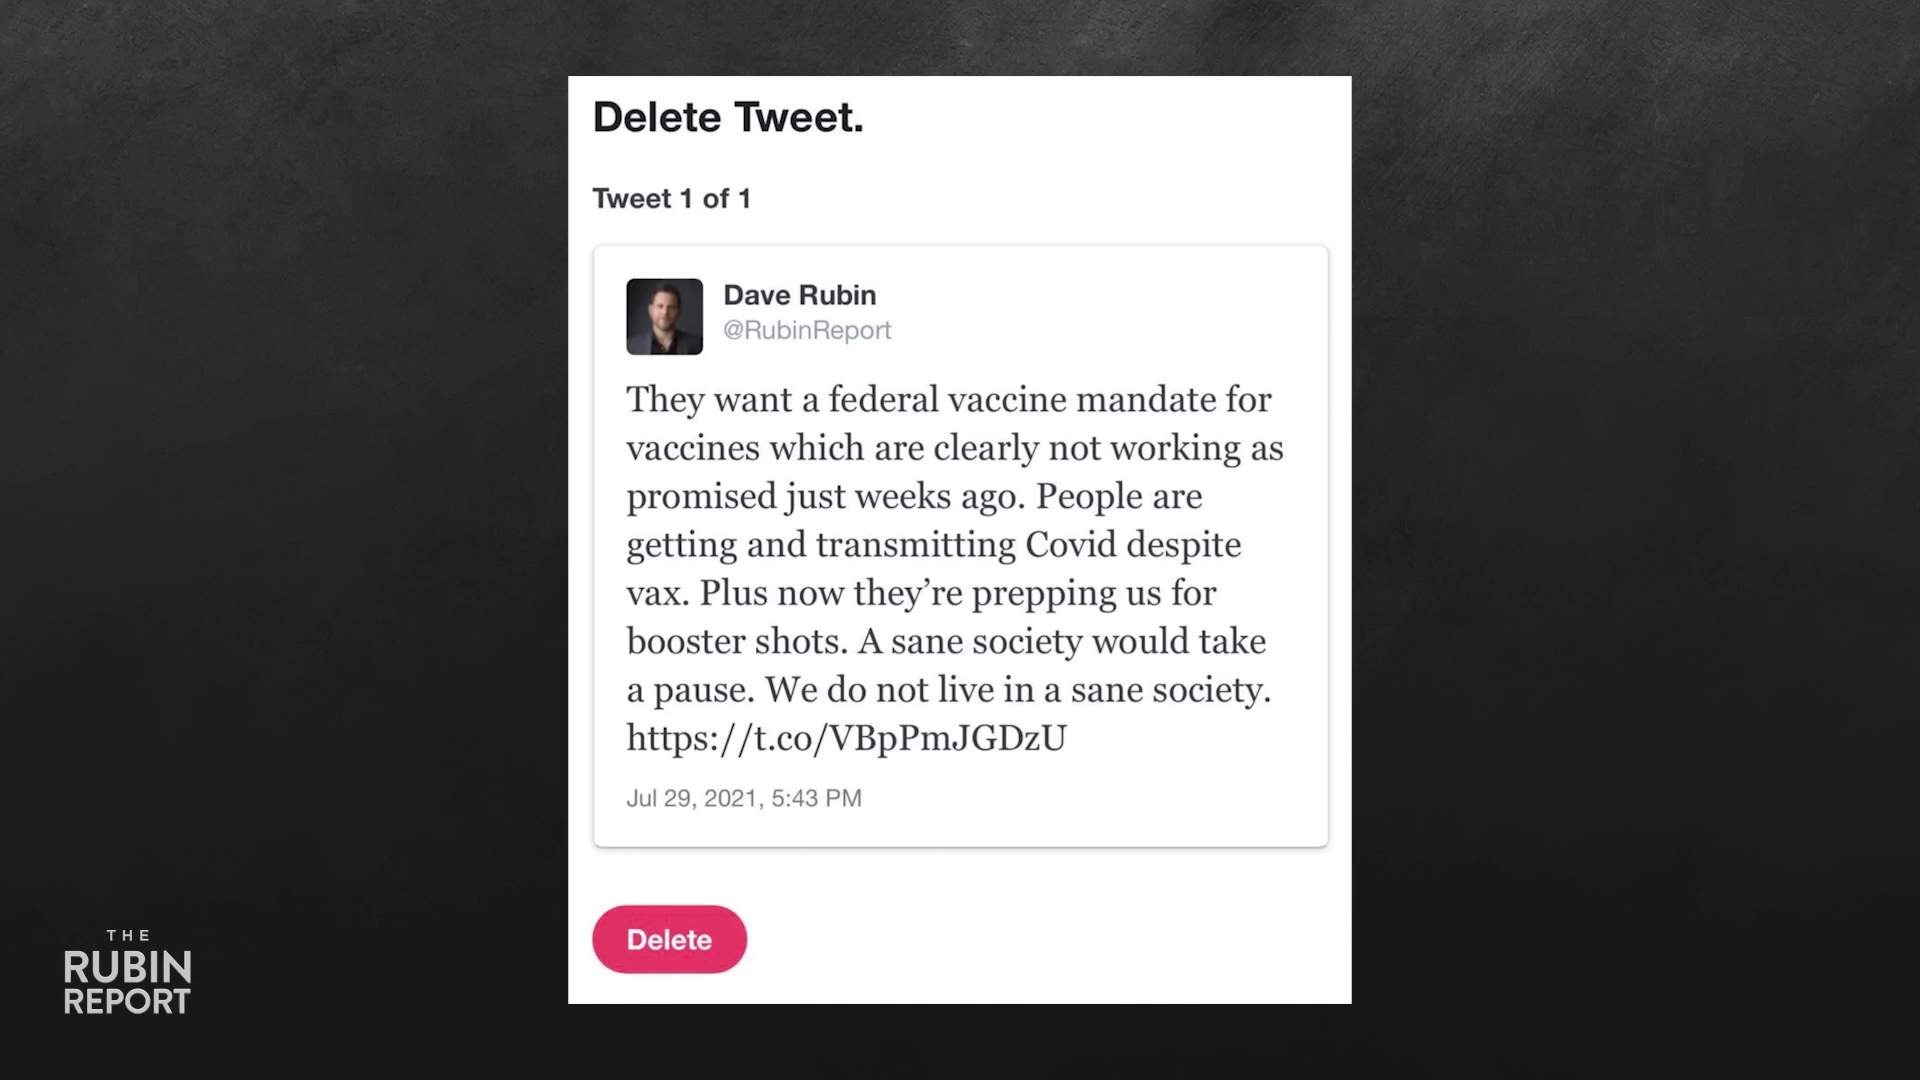 Delete Tweet.
Tweet 1 of 1
Dave Rubin
@RubinReport
They want a federal vaccine mandate for
vaccines which are clearly not working as
promised just weeks ago. People are
getting and transmitting Covid despite
vax. Plus now they’re prepping us for
booster shots. A sane society would take
a pause. We do not live in a sane society.
https://t.co/VBpPmJGDzU
Jul 29, 2021, 5:43 PM
Delete
THE
RUBIN
REPORT